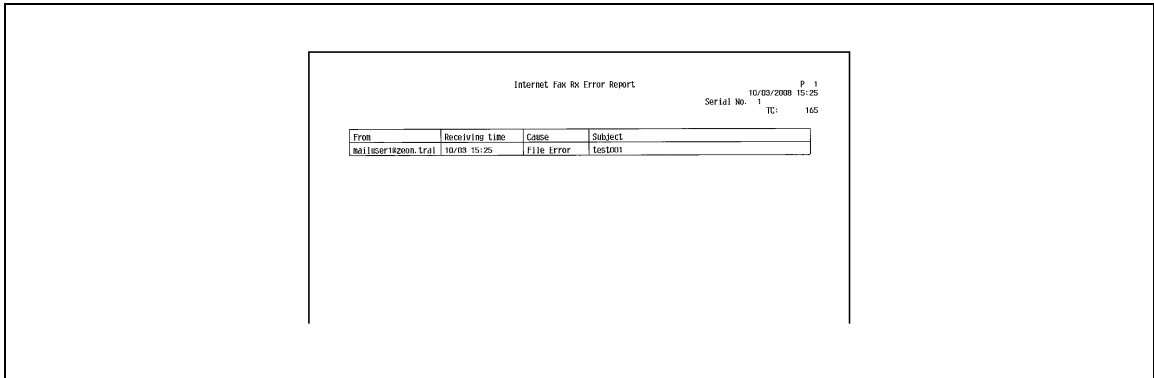 Internet Fax Rx Error Report
P 1
10/03/2008 15:25
Serial No. 1
TC: 165
From Receiving time Cause Subject
mailuser1@zeon.trai 10/03 15:25 File Error test001